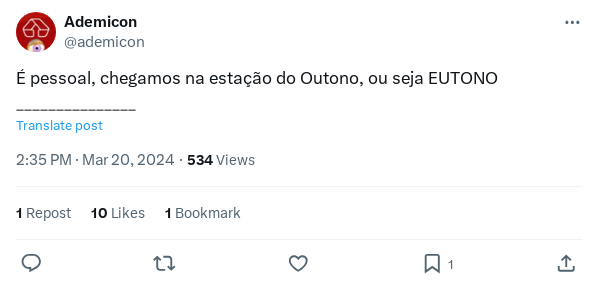 Ademicon
@ademicon
É pessoal, chegamos na estação do Outono, ou seja EUTONO
_______________
Translate post
2:35 PM · Mar 20, 2024 · 534 Views
1 Repost 10 Likes 1 Bookmark
1